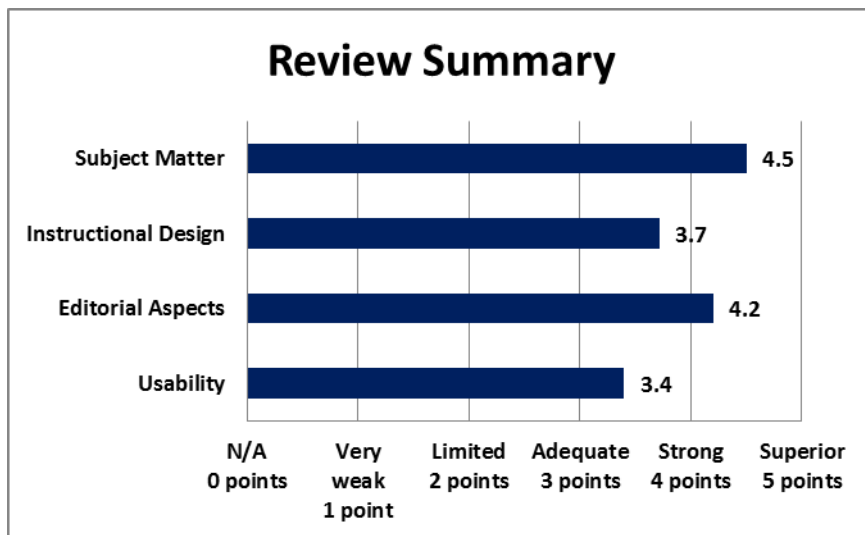 Review Summary
Subject Matter
4.5
Instructional Design
3.7
Editorial Aspects
4.2
Usability
3.4
N/A
0 points
Very
weak
1 point
Limited
2 points
Adequate
3 points
Strong
4 points
Superior
5 points